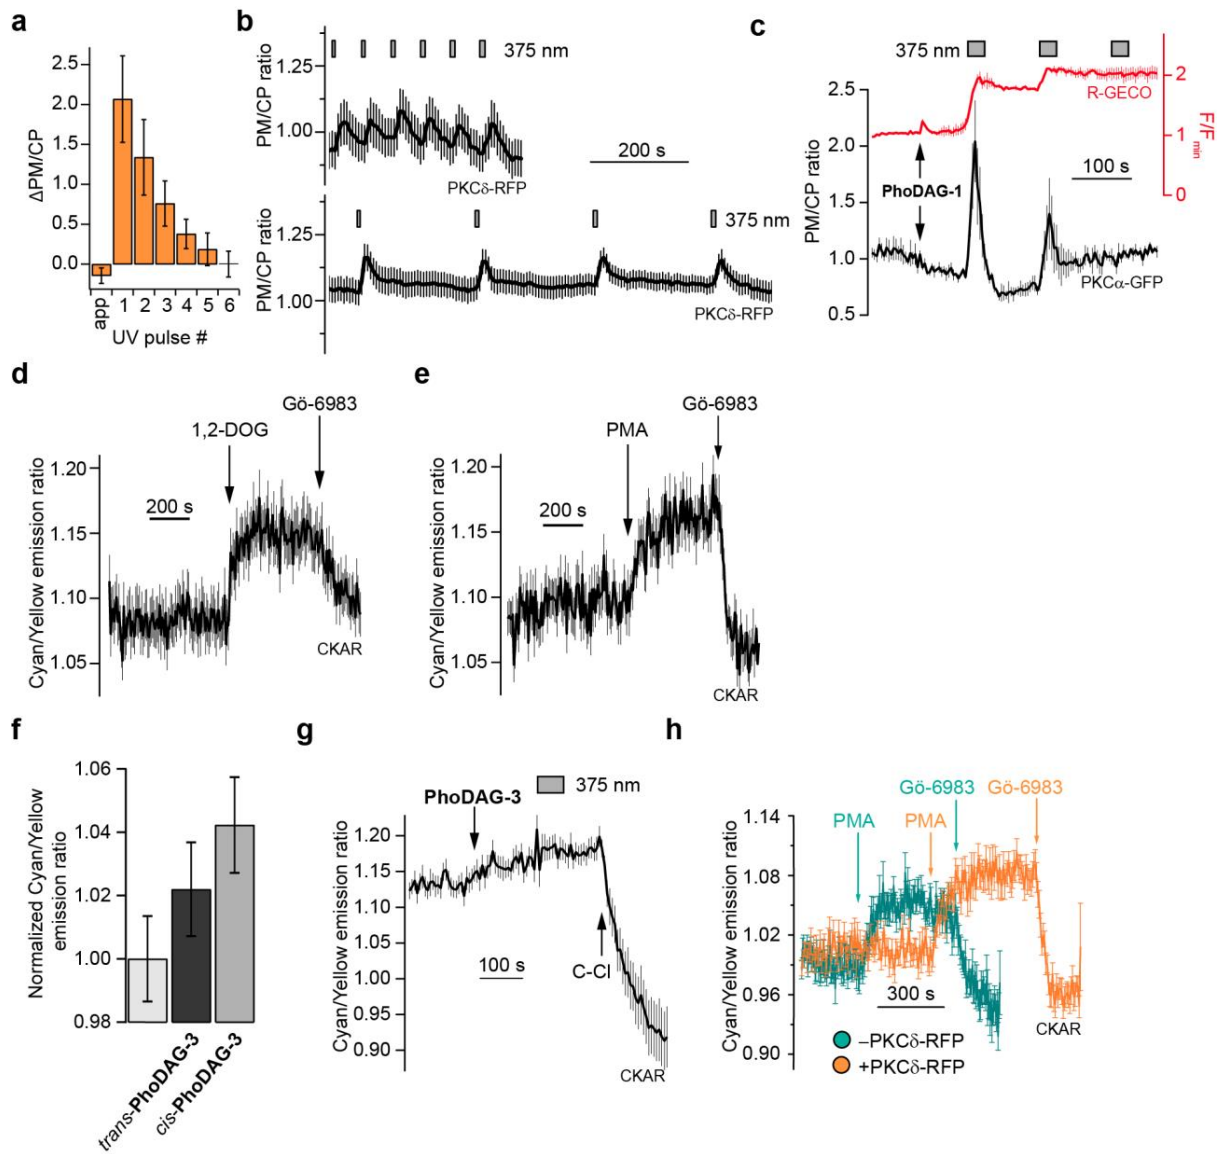 a
2.5
2.0
1.5
1.0
0.5
0.0
ΔPM/CP
app
1 2 3 4 5 6
UV pulse #
b
375 nm
1.25
1.00
PM/CP ratio
200 s
PKCδ-RFP
375 nm
1.25
1.00
PM/CP ratio
PKCδ-RFP
c
375 nm
2
1
0
F/Fmin
R-GECO
2.5
2.0
1.5
1.0
0.5
PM/CP ratio
PhoDAG-1
100 s
PKCα-GFP
d
Gö-6983
1,2-DOG
1.20
1.15
1.10
1.05
Cyan/Yellow emission ratio
200 s
CKAR
e
Gö-6983
PMA
1.20
1.15
1.10
1.05
Cyan/Yellow emission ratio
200 s
CKAR
f
1.06
1.04
1.02
1.00
0.98
Normalized Cyan/Yellow
emission ratio
trans-PhoDAG-3
cis-PhoDAG-3
g
375 nm
PhoDAG-3
1.20
1.15
1.10
1.05
1.00
0.95
0.90
Cyan/Yellow emission ratio
100 s
C-Cl
CKAR
h
Gö-6983 Gö-6983
PMA PMA
1.14
1.08
1.02
0.96
0.90
Cyan/Yellow emission ratio
300 s
CKAR
–PKCδ-RFP
+PKCδ-RFP